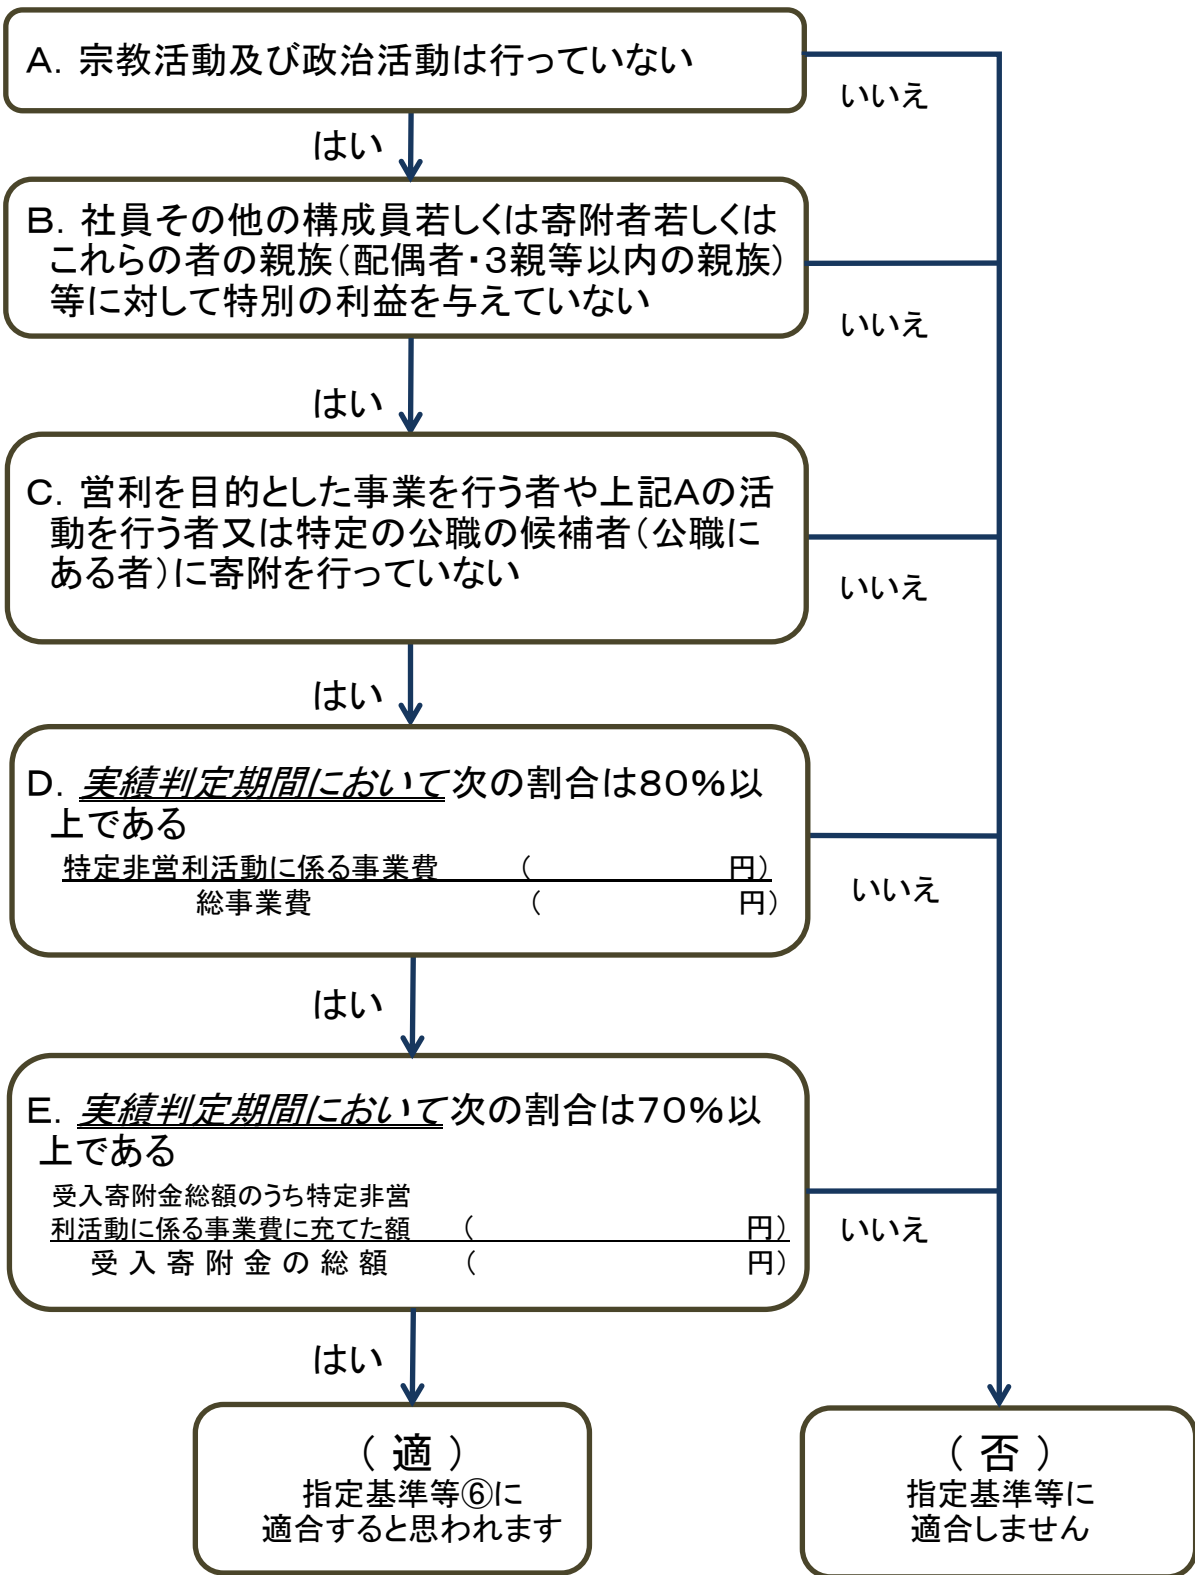 A. 宗教活動及び政治活動は行っていない
いいえ
はい
B. 社員その他の構成員若しくは寄附者若しくは
これらの者の親族(配偶者・3親等以内の親族)
等に対して特別の利益を与えていない
いいえ
はい
C. 営利を目的とした事業を行う者や上記Aの活
動を行う者又は特定の公職の候補者(公職に
ある者)に寄附を行っていない
いいえ
はい
D. 実績判定期間において次の割合は80%以
上である
特定非営利活動に係る事業費 ( 円)
総事業費 ( 円)
いいえ
はい
E. 実績判定期間において次の割合は70%以
上である
受入寄附金総額のうち特定非営
利活動に係る事業費に充てた額 ( 円)
受入寄附金の総額 ( 円)
いいえ
はい
(適)
指定基準等⑥に
適合すると思われます
(否)
指定基準等に
適合しません